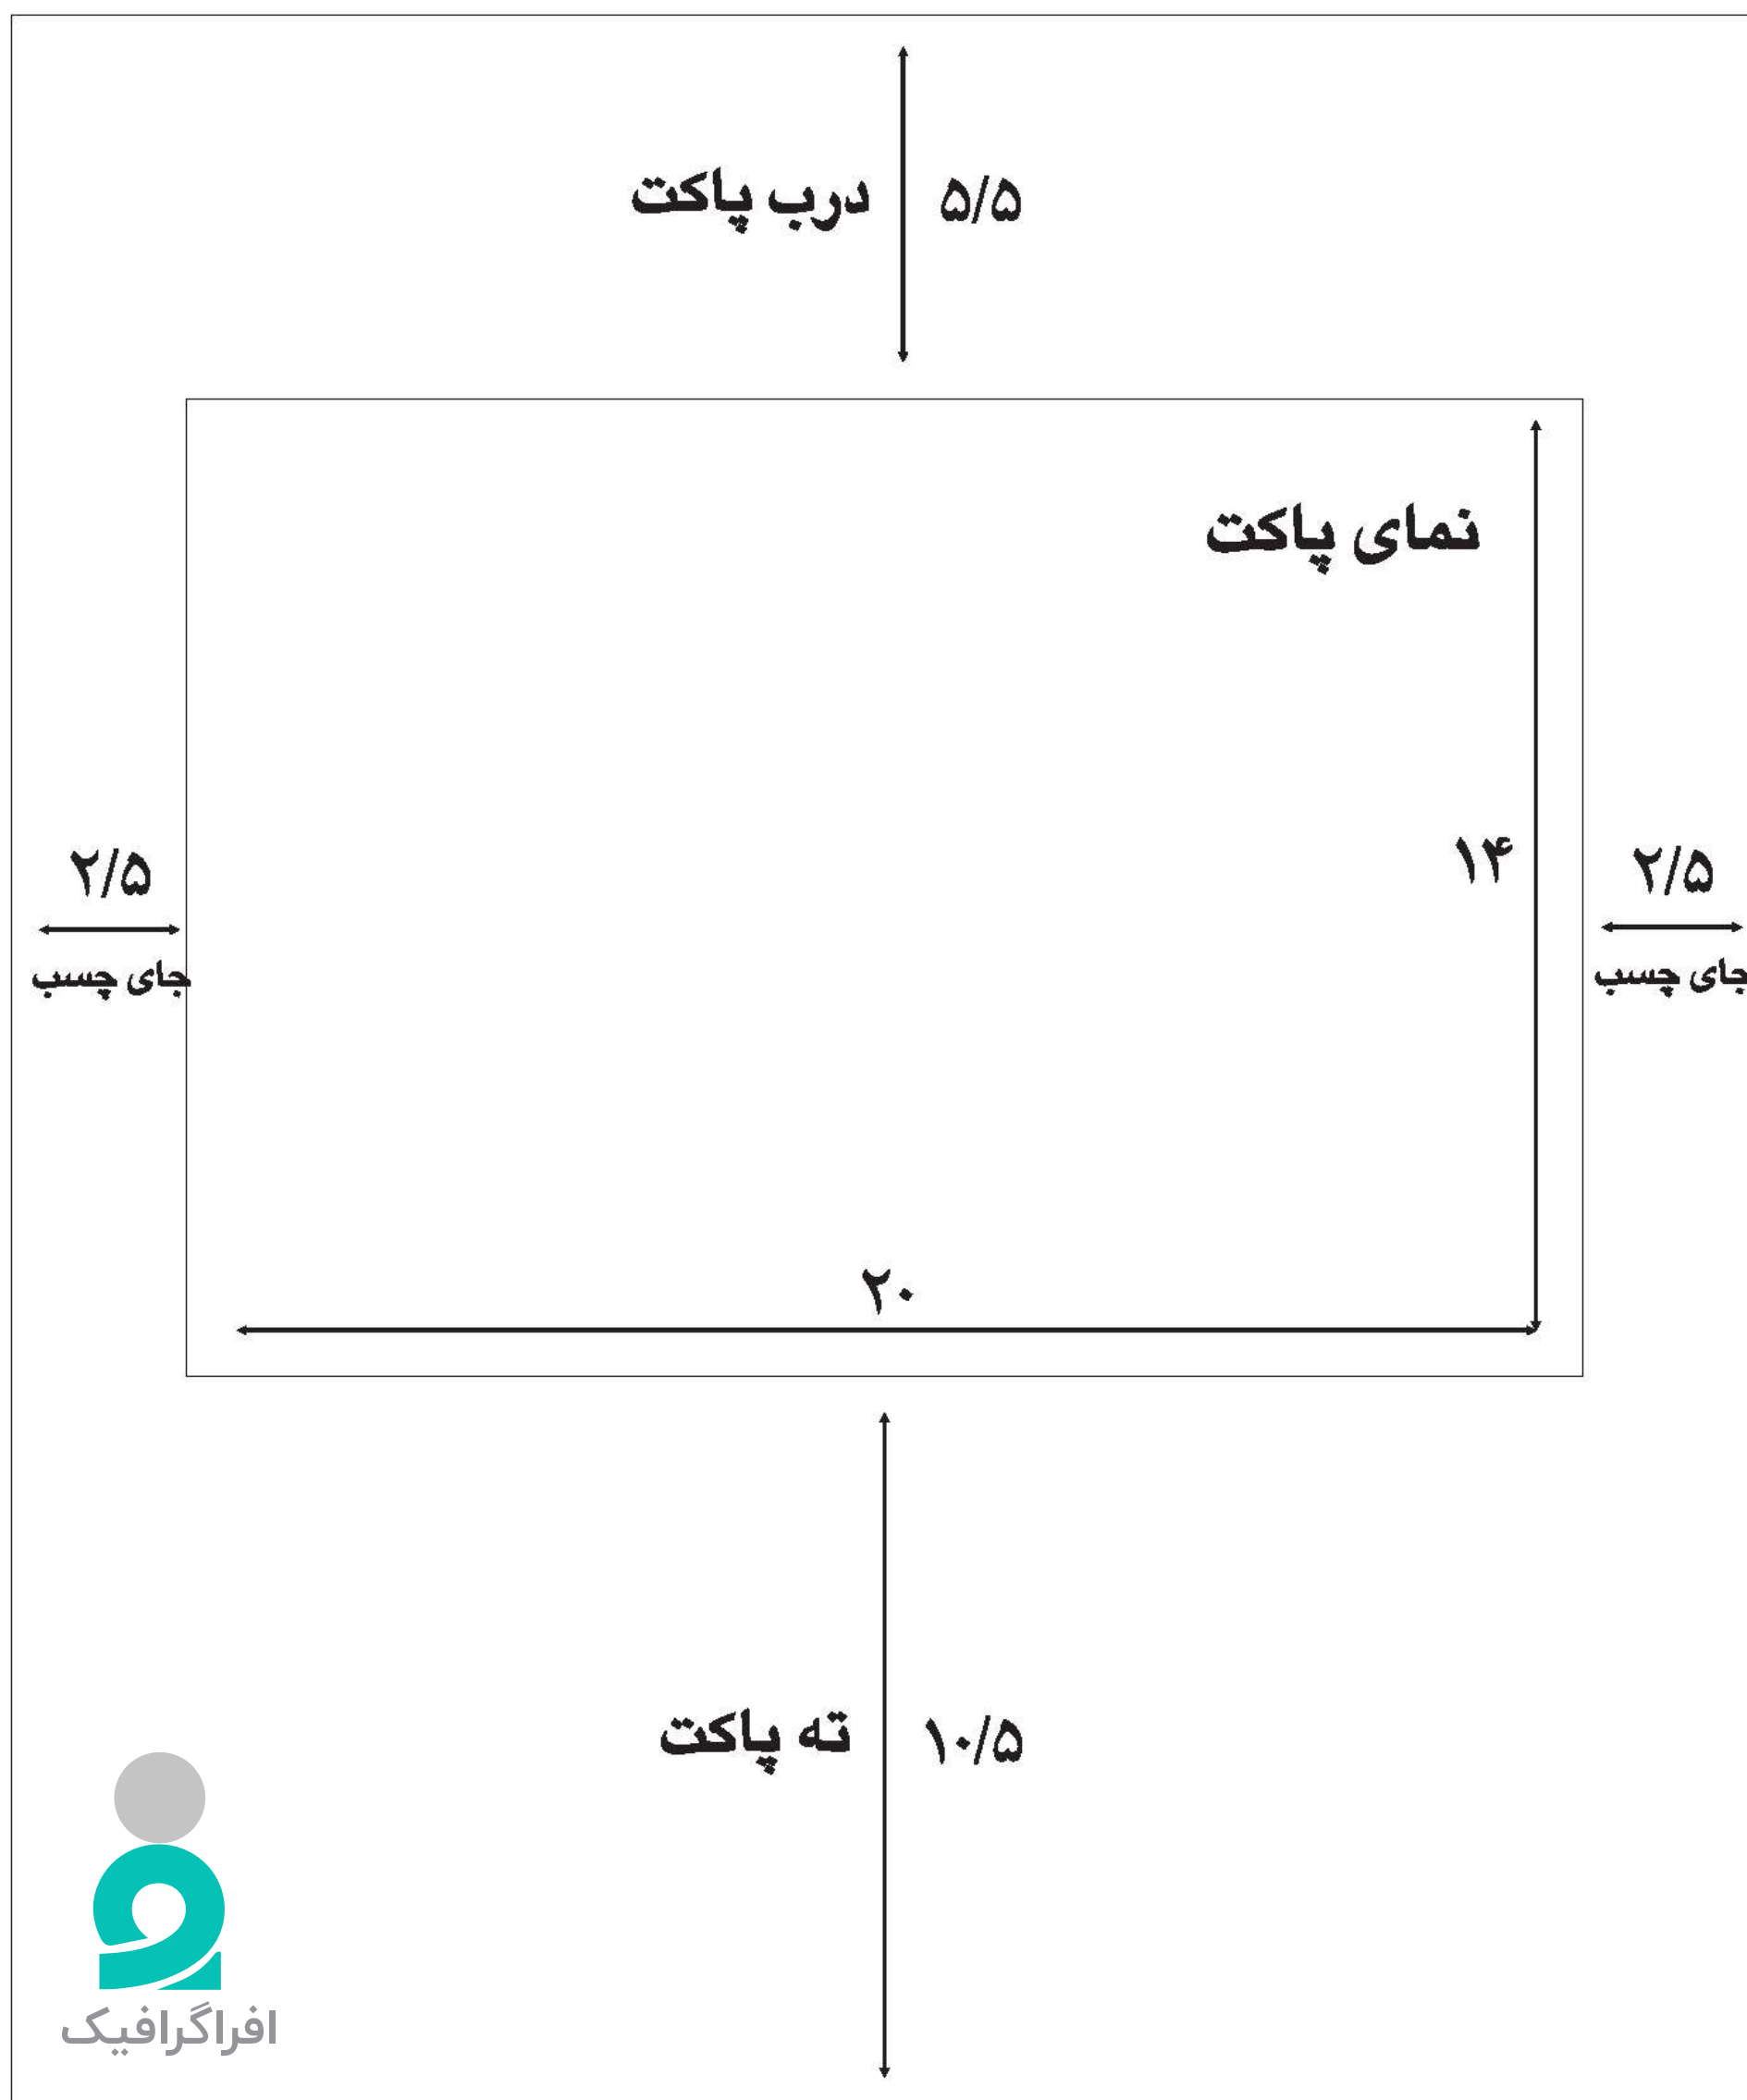 درب پاکت
۵/۵
نمای پاکت
۱۴
۲/۵
جای چسب
۲/۵
جای چسب
۲۰
ته پاکت
۱۰/۵
افراگرافیک